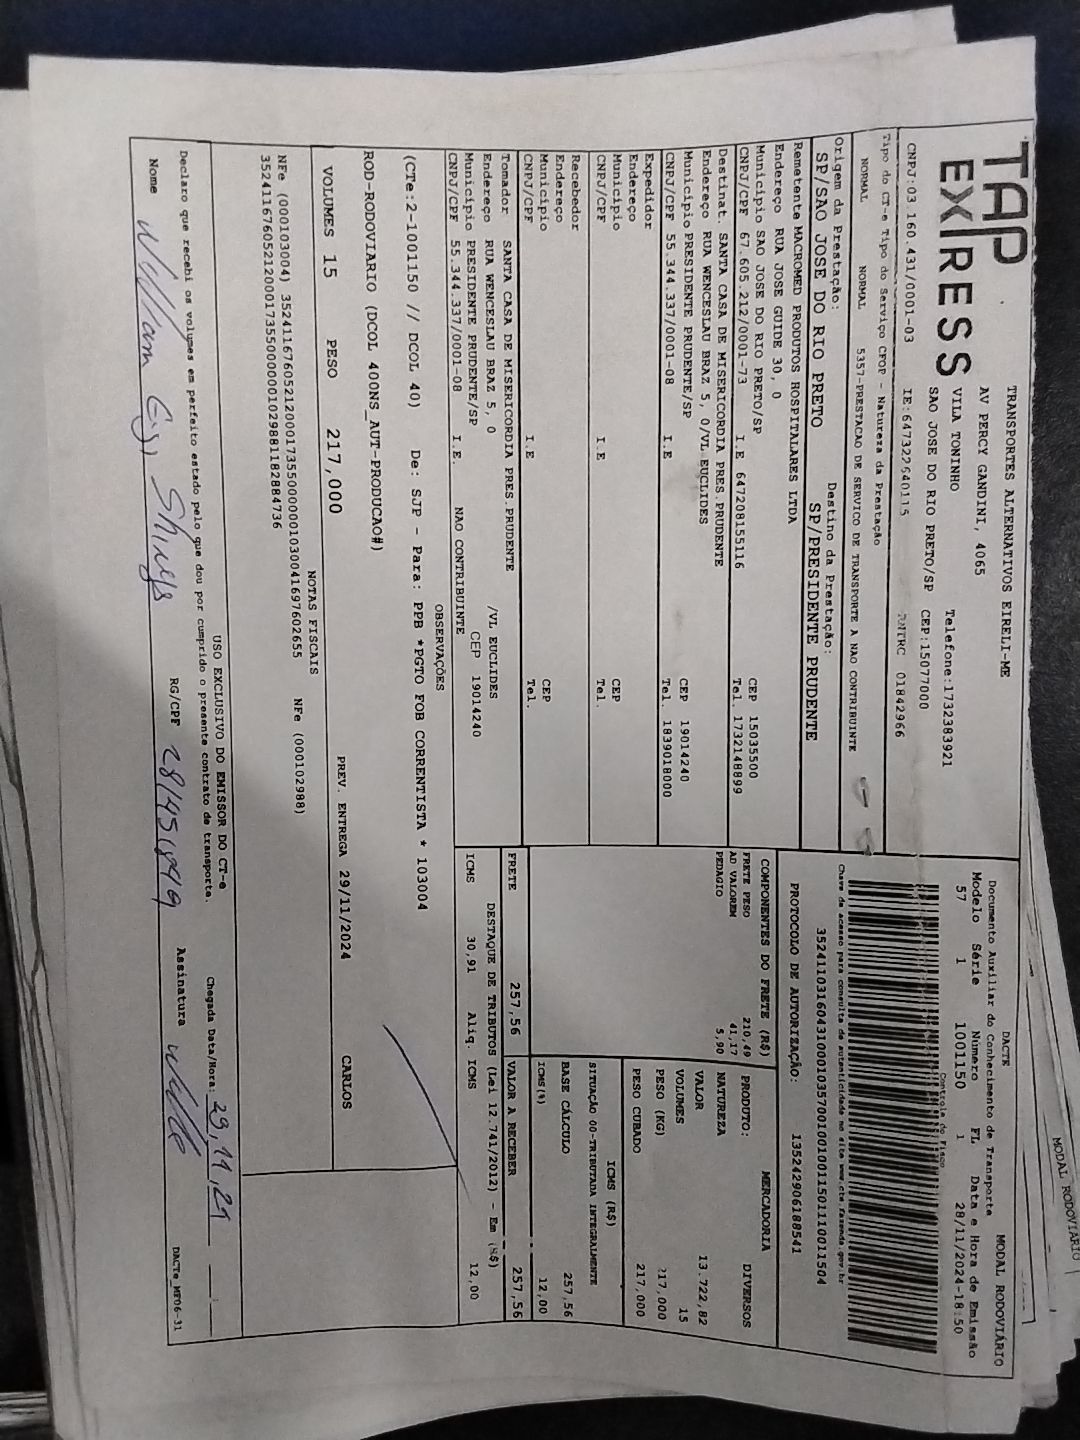 TAP
EXPRESS
TRANSPORTES ALTERNATIVOS EIRELI-ME
AV PERCY GANDINI, 4065
VILA TONINHO Telefone:1732383921
SAO JOSE DO RIO PRETO/SP CEP:15077000
CNPJ:03.160.431/0001-03 IE:647322640115 RNTRC 01842966
Tipo do CT-e Tipo do Serviço CFOP - Natureza da Prestação
NORMAL NORMAL 5357-PRESTACAO DE SERVICO DE TRANSPORTE A NAO CONTRIBUINTE
Origem da Prestação: Destino da Prestação:
SP/SAO JOSE DO RIO PRETO SP/PRESIDENTE PRUDENTE
Remetente MACROMED PRODUTOS HOSPITALARES LTDA
Endereço RUA JOSE GUIDE 30, 0
Município SAO JOSE DO RIO PRETO/SP CEP 15035500
CNPJ/CPF 67.605.212/0001-73 I.E 647208155116 Tel. 1732148899
Destinat. SANTA CASA DE MISERICORDIA PRES.PRUDENTE
Endereço RUA WENCESLAU BRAZ 5, 0/VL EUCLIDES
Município PRESIDENTE PRUDENTE/SP CEP 19014240
CNPJ/CPF 55.344.337/0001-08 I.E Tel. 1839018000
Expedidor
Endereço
Município CEP
CNPJ/CPF I.E Tel.
Recebedor
Endereço
Município CEP
CNPJ/CPF I.E Tel.
Tomador SANTA CASA DE MISERICORDIA PRES.PRUDENTE
Endereço RUA WENCESLAU BRAZ 5, 0 /VL EUCLIDES
Município PRESIDENTE PRUDENTE/SP CEP 19014240
CNPJ/CPF 55.344.337/0001-08 I.E. NAO CONTRIBUINTE
DACTE MODAL RODOVIÁRIO
Documento Auxiliar do Conhecimento de Transporte
Modelo Série Número FL Data e Hora de Emissão
57 1 1001150 1 28/11/2024-18:50
Controle do Fisco
Chave de acesso para consulta de autenticidade no site www.cte.fazenda.gov.br
PROTOCOLO DE AUTORIZAÇÃO: 135242906188541
COMPONENTES DO FRETE (R$)
FRETE PESO 210,49
AD VALOREM 41,17
PEDAGIO 5,90
MERCADORIA
PRODUTO: DIVERSOS
NATUREZA
VALOR 13.722,82
VOLUMES 15
PESO (KG) 217,000
PESO CUBADO 217,000
ICMS (R$)
SITUAÇÃO 00-TRIBUTADA INTEGRALMENTE
BASE CÁLCULO 257,56
ICMS(%) 12,00
FRETE 257,56 VALOR A RECEBER 257,56
DESTAQUE DE TRIBUTOS (Lei 12.741/2012) - Em (R$)
ICMS 30,91 Aliq. ICMS 12,00
OBSERVAÇÕES
(CTe:2-1001150 // DCOL 40) De: SJP - Para: PPB *PGTO FOB CORRENTISTA * 103004
ROD-RODOVIARIO (DCOL 400NS_AUT-PRODUCAO#)
VOLUMES 15 PESO 217,000 PREV. ENTREGA 29/11/2024 CARLOS
NOTAS FISCAIS
NFe (000103004) 35241167605212000173550000001030041697602655 NFe (000102988)
35241167605212000173550000001029881182884736
USO EXCLUSIVO DO EMISSOR DO CT-e
Declaro que recebi os volumes em perfeito estado pelo que dou por cumprido o presente contrato de transporte. Chegada Data/Hora: 29,11,24
Nome RG/CPF 281451849 Assinatura
DACTe_MF06-31
MODAL RODOVIÁRIO